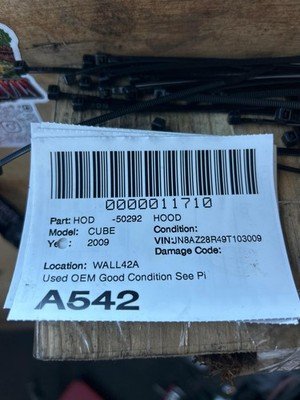 0000011710
Part: HOD -50292 HOOD
Model: CUBE Condition:
2009 VIN:JN8AZ28R49T103009
Damage Code:
Location: WALL42A
Used OEM Good Condition See Pi
A542